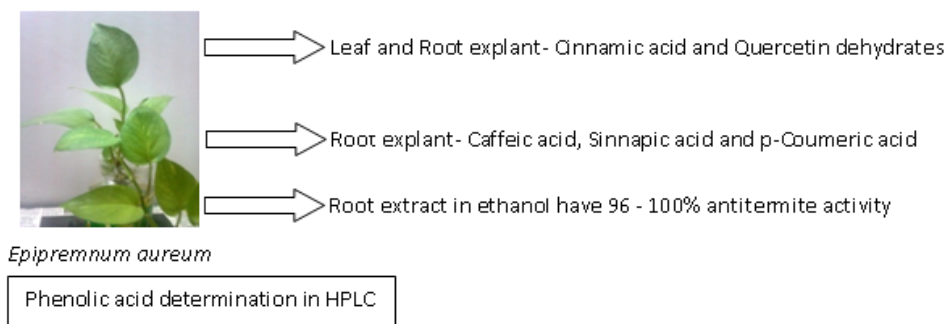 Leaf and Root explant- Cinnamic acid and Quercetin dehydrates
Root explant- Caffeic acid, Sinnapic acid and p-Coumeric acid
Root extract in ethanol have 96 - 100% antitermite activity
Epipremnum aureum
Phenolic acid determination in HPLC